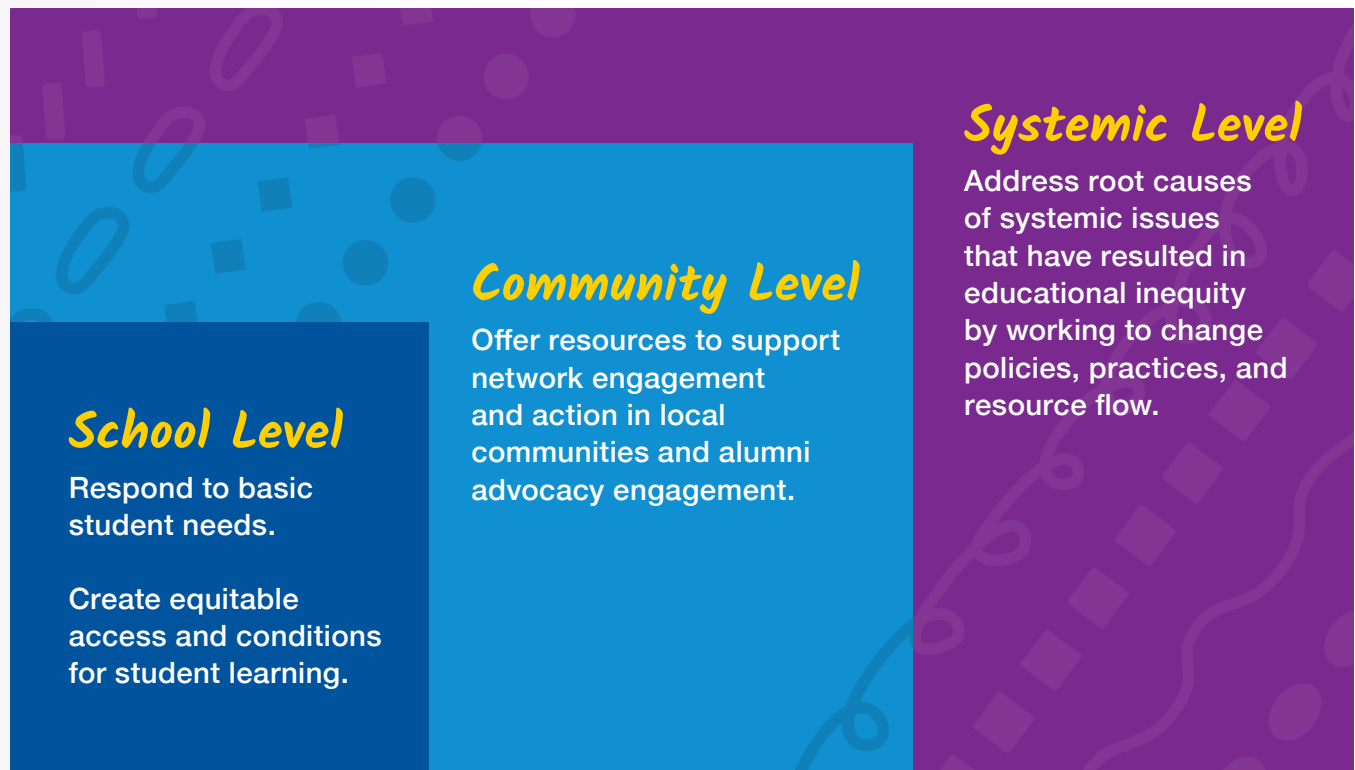 School Level
Respond to basic
student needs.
Create equitable
access and conditions
for student learning.
Community Level
Offer resources to support
network engagement
and action in local
communities and alumni
advocacy engagement.
Systemic Level
Address root causes
of systemic issues
that have resulted in
educational inequity
by working to change
policies, practices, and
resource flow.